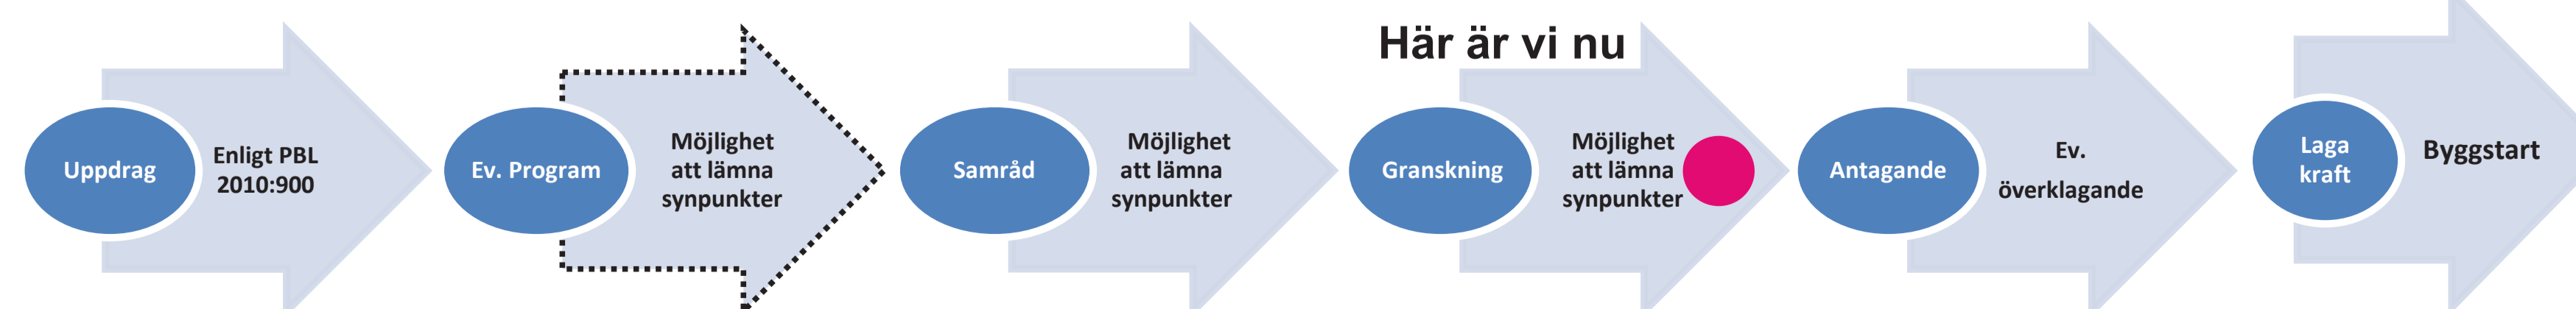 Här är vi nu
Uppdrag
Enligt PBL
2010:900
Ev. Program
Möjlighet
att lämna
synpunkter
Samråd
Möjlighet
att lämna
synpunkter
Granskning
Möjlighet
att lämna
synpunkter
Antagande
Ev.
överklagande
Laga
kraft
Byggstart